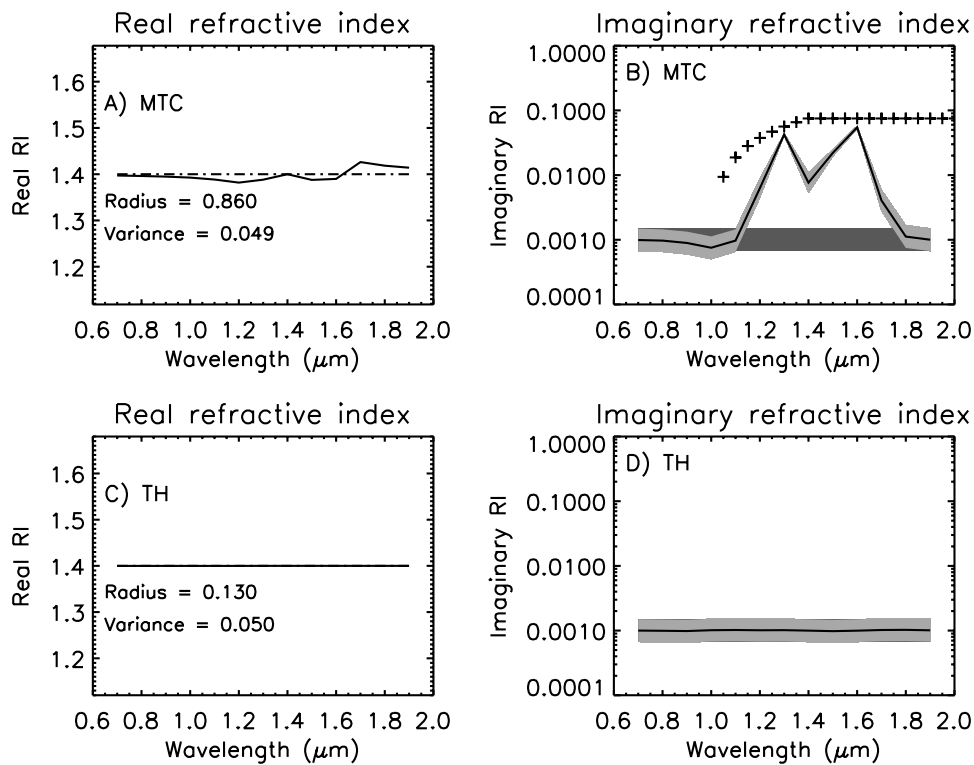 Real refractive index
A) MTC
Radius = 0.860
Variance = 0.049
Real RI
1.6
1.5
1.4
1.3
1.2
0.6 0.8 1.0 1.2 1.4 1.6 1.8 2.0
Wavelength (μm)
Imaginary refractive index
B) MTC
Imaginary RI
1.0000
0.1000
0.0100
0.0010
0.0001
0.6 0.8 1.0 1.2 1.4 1.6 1.8 2.0
Wavelength (μm)
Real refractive index
C) TH
Radius = 0.130
Variance = 0.050
Real RI
1.6
1.5
1.4
1.3
1.2
0.6 0.8 1.0 1.2 1.4 1.6 1.8 2.0
Wavelength (μm)
Imaginary refractive index
D) TH
Imaginary RI
1.0000
0.1000
0.0100
0.0010
0.0001
0.6 0.8 1.0 1.2 1.4 1.6 1.8 2.0
Wavelength (μm)